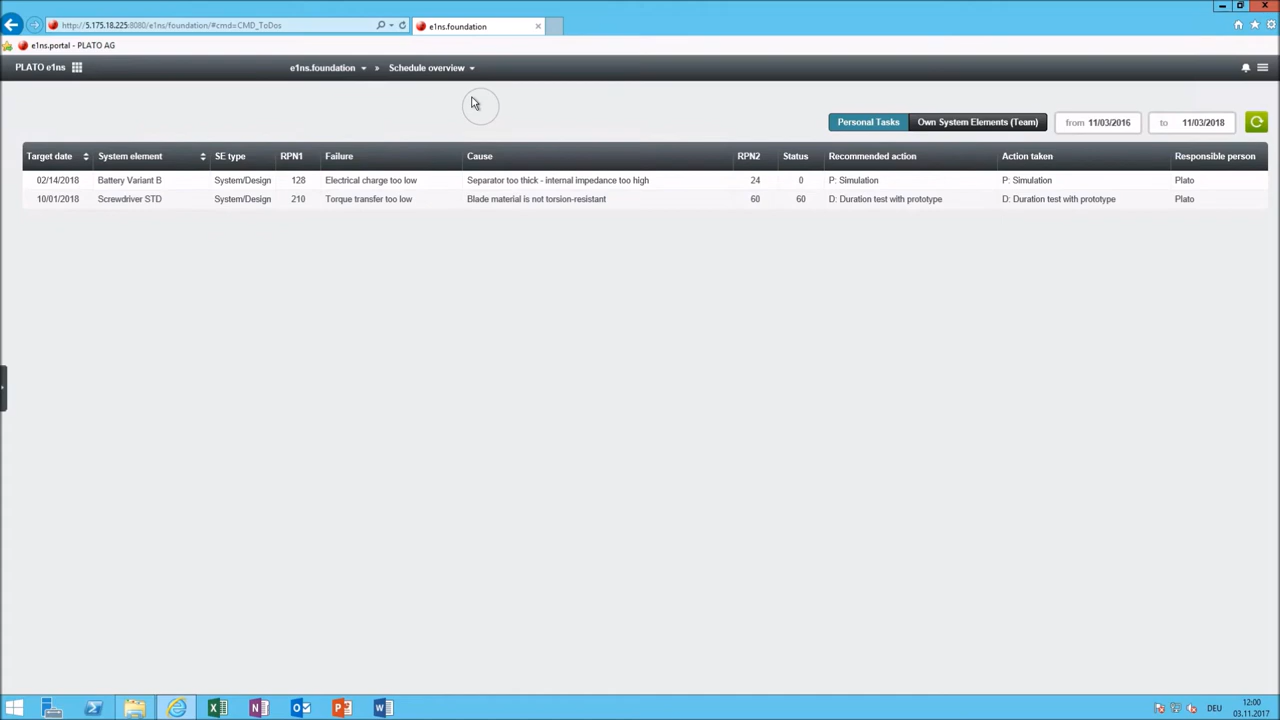 http://5.175.18.225:8080/e1ns/foundation/#cmd=CMD_ToDos e1ns.foundation
e1ns.portal - PLATO AG
PLATO e1ns e1ns.foundation » Schedule overview
Personal Tasks Own System Elements (Team) from 11/03/2016 to 11/03/2018
Target date System element SE type RPN1 Failure Cause RPN2 Status Recommended action Action taken Responsible person
02/14/2018 Battery Variant B System/Design 128 Electrical charge too low Separator too thick - internal impedance too high 24 0 P: Simulation P: Simulation Plato
10/01/2018 Screwdriver STD System/Design 210 Torque transfer too low Blade material is not torsion-resistant 60 60 D: Duration test with prototype D: Duration test with prototype Plato
DEU 12:00
03.11.2017